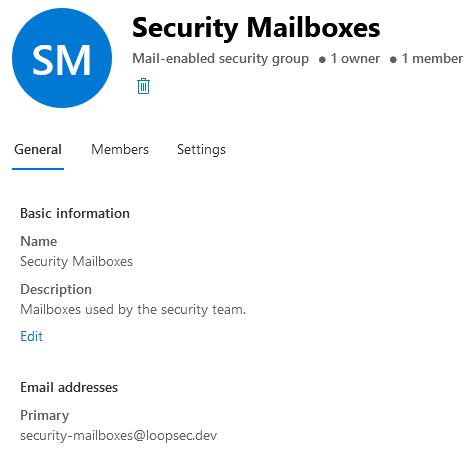 SM
Security Mailboxes
Mail-enabled security group ● 1 owner ● 1 member
General Members Settings
Basic information
Name
Security Mailboxes
Description
Mailboxes used by the security team.
Edit
Email addresses
Primary
security-mailboxes@loopsec.dev